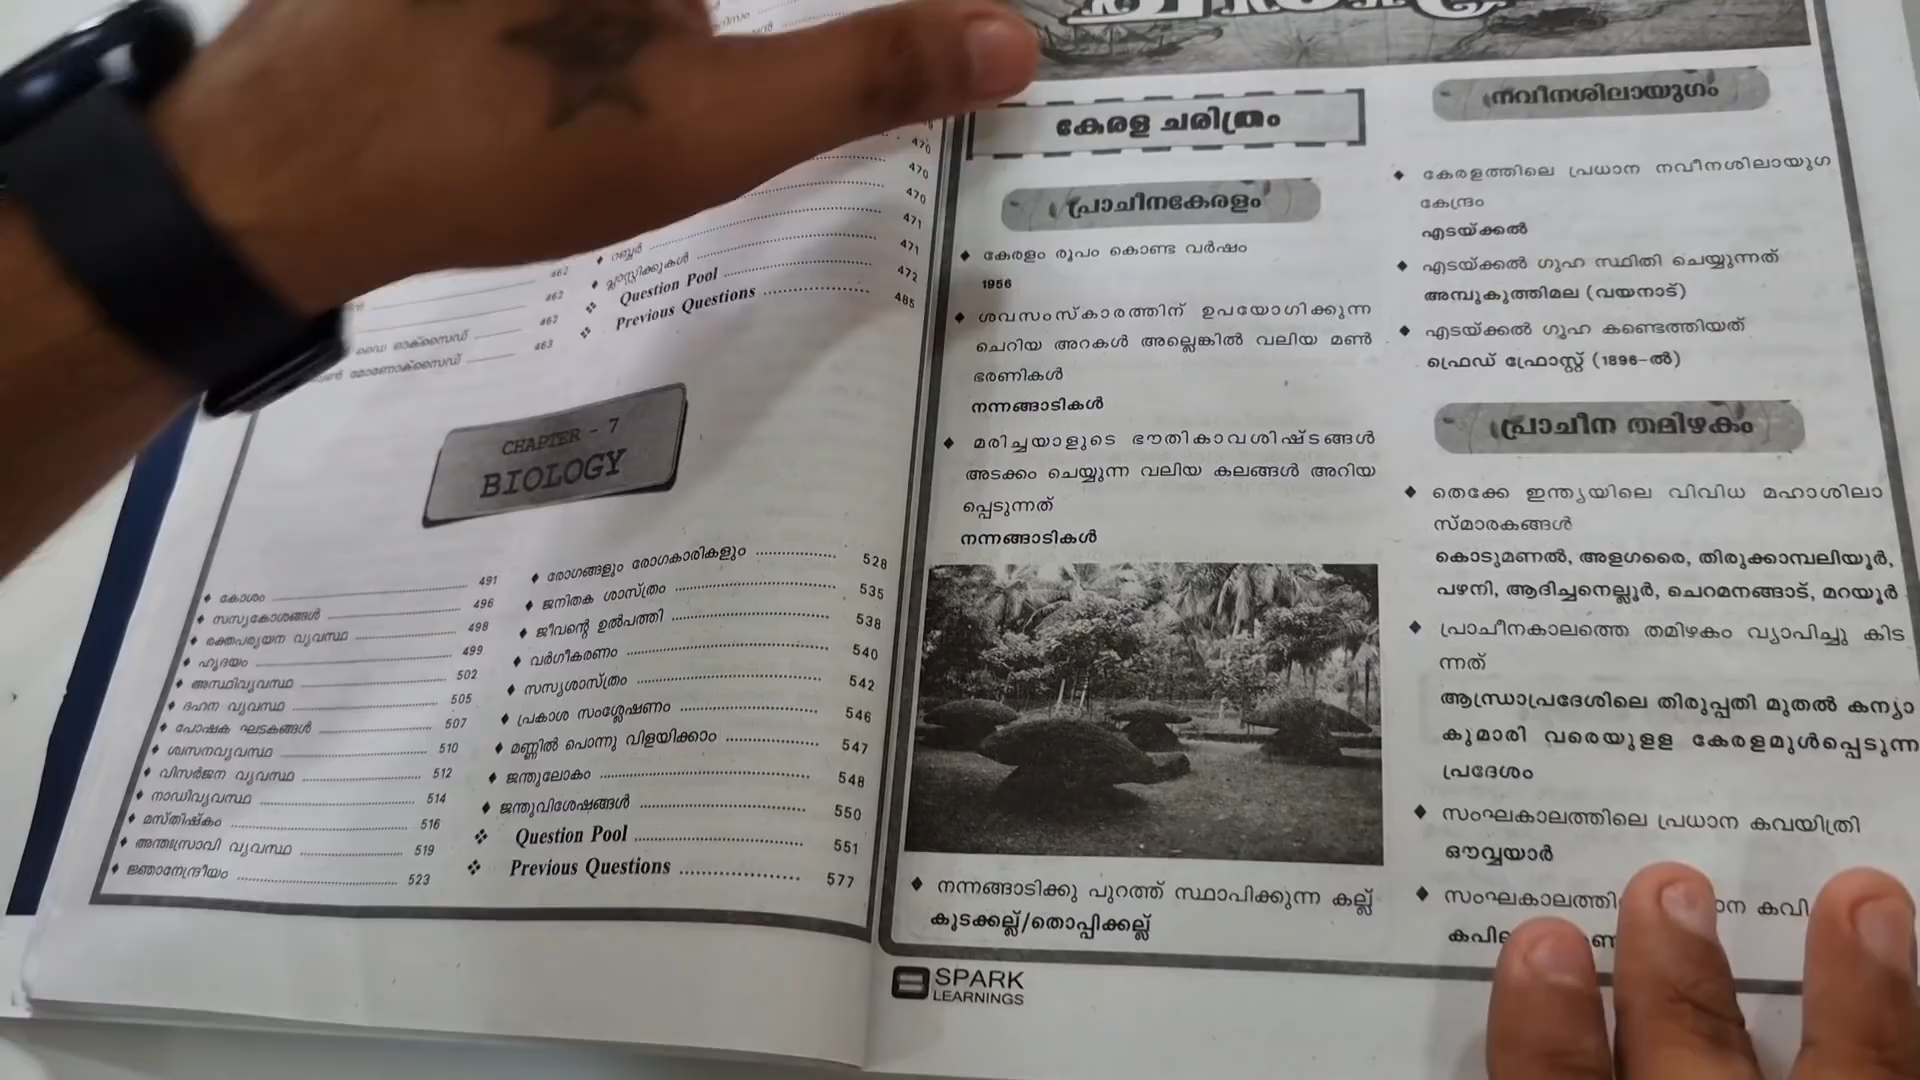 470
470
470
471
471
462
റബ്ബർ
462
പ്ലാസ്റ്റിക്കുകൾ
472
Question Pool
485
Previous Questions
ഡൈ ഓക്സൈഡ്
462
മോണോക്സൈഡ്
463
CHAPTER - 7
BIOLOGY
കോശം 491
സസ്യകോശങ്ങൾ 496
രക്തപര്യയന വ്യവസ്ഥ 498
ഹൃദയം 499
അസ്ഥിവ്യവസ്ഥ 502
ദഹന വ്യവസ്ഥ 505
പോഷക ഘടകങ്ങൾ 507
ശ്വസനവ്യവസ്ഥ 510
വിസർജന വ്യവസ്ഥ 512
നാഡിവ്യവസ്ഥ 514
മസ്തിഷ്കം 516
അന്തഃസ്രാവി വ്യവസ്ഥ 519
ജ്ഞാനേന്ദ്രീയം 523
രോഗങ്ങളും രോഗകാരികളും 528
ജനിതക ശാസ്ത്രം 535
ജീവന്റെ ഉൽപത്തി 538
വർഗീകരണം 540
സസ്യശാസ്ത്രം 542
പ്രകാശ സംശ്ലേഷണം 546
മണ്ണിൽ പൊന്നു വിളയിക്കാം 547
ജന്തുലോകം 548
ജന്തുവിശേഷങ്ങൾ 550
Question Pool 551
Previous Questions 577
കേരള ചരിത്രം
പ്രാചീനകേരളം
കേരളം രൂപം കൊണ്ട വർഷം
1956
ശവസംസ്കാരത്തിന് ഉപയോഗിക്കുന്ന
ചെറിയ അറകൾ അല്ലെങ്കിൽ വലിയ മൺ
ഭരണികൾ
നന്നങ്ങാടികൾ
മരിച്ചയാളുടെ ഭൗതികാവശിഷ്ടങ്ങൾ
അടക്കം ചെയ്യുന്ന വലിയ കലങ്ങൾ അറിയ
പ്പെടുന്നത്
നന്നങ്ങാടികൾ
നന്നങ്ങാടിക്കു പുറത്ത് സ്ഥാപിക്കുന്ന കല്ല്
കുടക്കല്ല്/തൊപ്പിക്കല്ല്
നവീനശിലായുഗം
കേരളത്തിലെ പ്രധാന നവീനശിലായുഗ
കേന്ദ്രം
എടയ്ക്കൽ
എടയ്ക്കൽ ഗുഹ സ്ഥിതി ചെയ്യുന്നത്
അമ്പുകുത്തിമല (വയനാട്)
എടയ്ക്കൽ ഗുഹ കണ്ടെത്തിയത്
ഫ്രെഡ് ഫ്രോസ്റ്റ് (1896-ൽ)
പ്രാചീന തമിഴകം
തെക്കേ ഇന്ത്യയിലെ വിവിധ മഹാശിലാ
സ്മാരകങ്ങൾ
കൊടുമണൽ, അളഗരൈ, തിരുക്കാമ്പലിയൂർ,
പഴനി, ആദിച്ചനെല്ലൂർ, ചെറമനങ്ങാട്, മറയൂർ
പ്രാചീനകാലത്തെ തമിഴകം വ്യാപിച്ചു കിട
ന്നത്
ആന്ധ്രാപ്രദേശിലെ തിരുപ്പതി മുതൽ കന്യാ
കുമാരി വരെയുളള കേരളമുൾപ്പെടുന്ന
പ്രദേശം
സംഘകാലത്തിലെ പ്രധാന കവയിത്രി
ഔവ്വയാർ
സംഘകാലത്തി കവി
SPARK
LEARNINGS